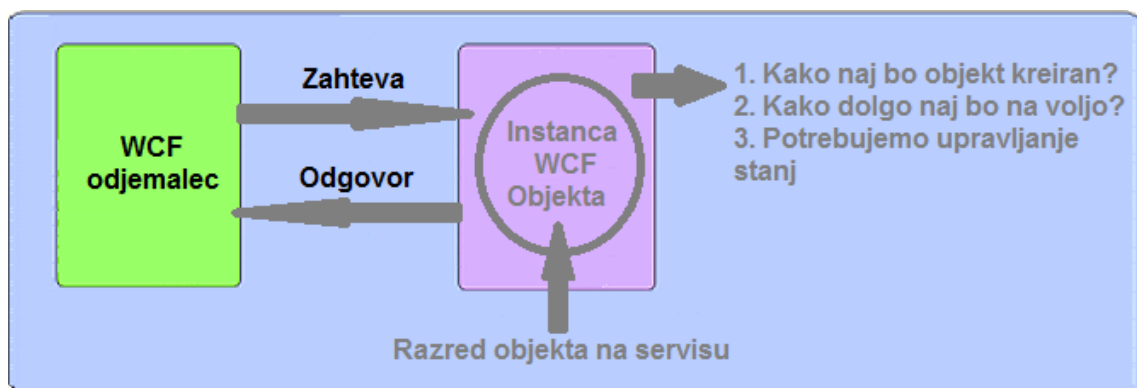 WCF
odjemalec
Zahteva
Odgovor
Instanca
WCF
Objekta
1. Kako naj bo objekt kreiran?
2. Kako dolgo naj bo na voljo?
3. Potrebujemo upravljanje
stanj
Razred objekta na servisu